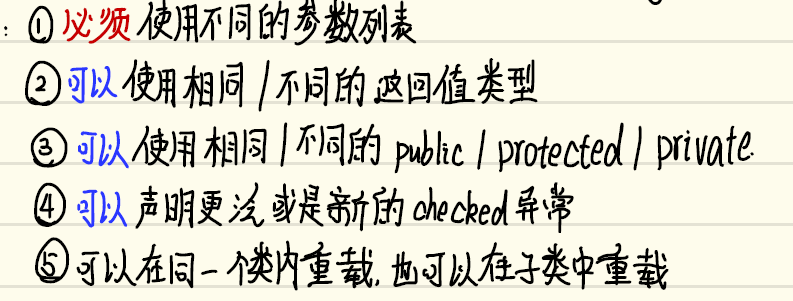 : ① 必须使用不同的参数列表
② 可以使用相同 / 不同的返回值类型
③ 可以使用相同 / 不同的 public / protected / private.
④ 可以声明更泛或是新的 checked 异常
⑤ 可以在同一个类内重载, 也可以在子类中重载